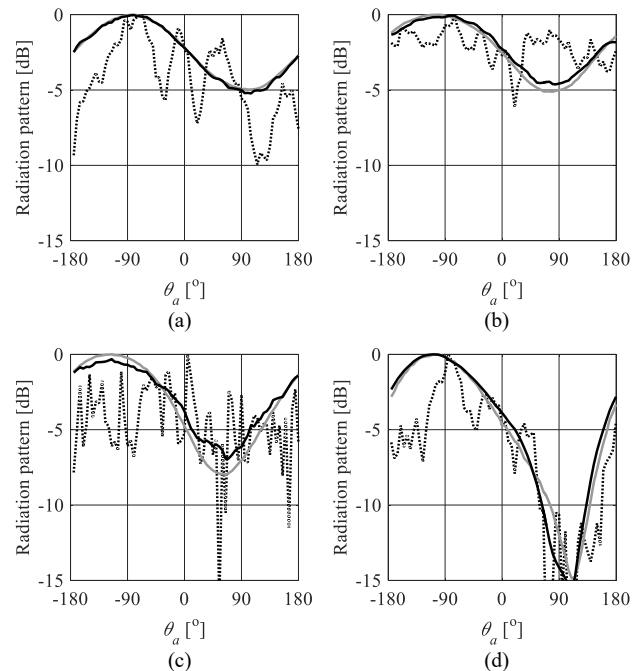 Radiation pattern [dB]
0
-5
-10
-15
-180 -90 0 90 180
θa [o]
(a)
Radiation pattern [dB]
0
-5
-10
-15
-180 -90 0 90 180
θa [o]
(b)
Radiation pattern [dB]
0
-5
-10
-15
-180 -90 0 90 180
θa [o]
(c)
Radiation pattern [dB]
0
-5
-10
-15
-180 -90 0 90 180
θa [o]
(d)